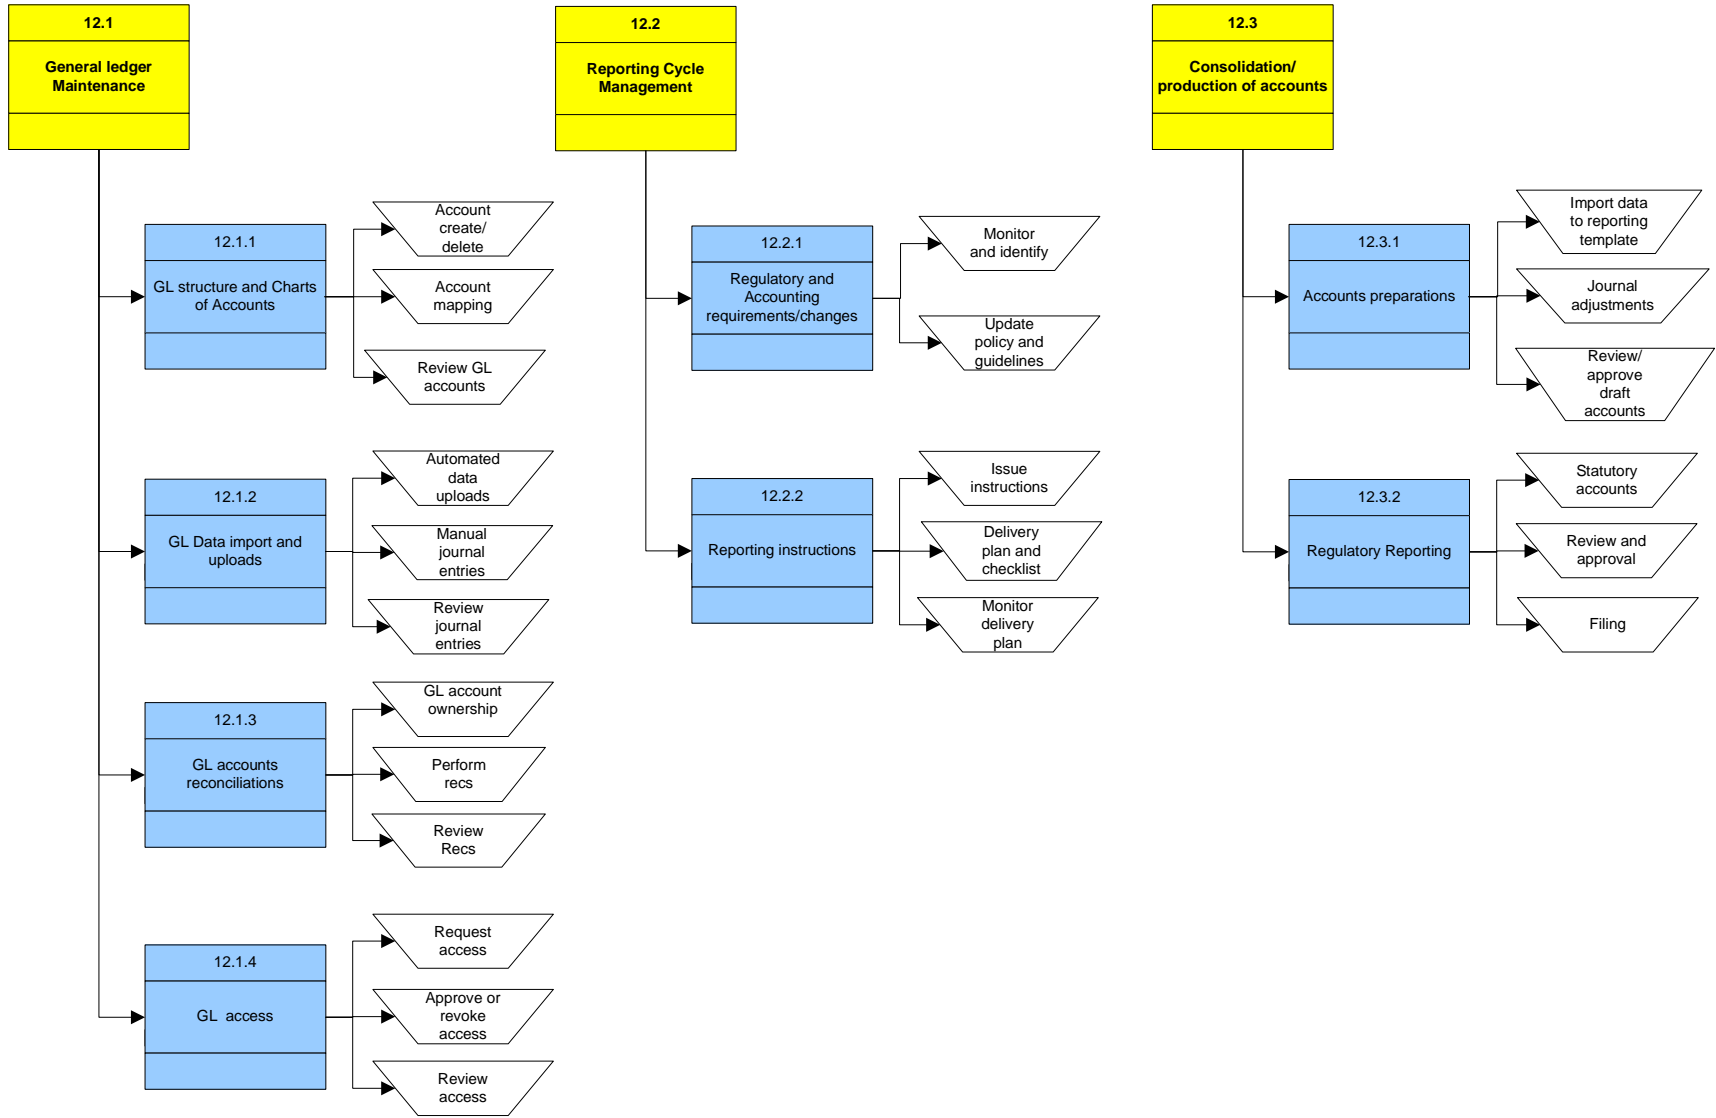 12.1
General ledger
Maintenance
12.1.1
GL structure and Charts
of Accounts
Account
create/
delete
Account
mapping
Review GL
accounts
12.1.2
GL Data import and
uploads
Automated
data
uploads
Manual
journal
entries
Review
journal
entries
12.1.3
GL accounts
reconciliations
GL account
ownership
Perform
recs
Review
Recs
12.1.4
GL  access
Request
access
Approve or
revoke
access
Review
access
12.2
Reporting Cycle
Management
12.2.1
Regulatory and
Accounting
requirements/changes
Monitor
and identify
Update
policy and
guidelines
12.2.2
Reporting instructions
Issue
instructions
Delivery
plan and
checklist
Monitor
delivery
plan
12.3
Consolidation/
production of accounts
12.3.1
Accounts preparations
Import data
to reporting
template
Journal
adjustments
Review/
approve
draft
accounts
12.3.2
Regulatory Reporting
Statutory
accounts
Review and
approval
Filing